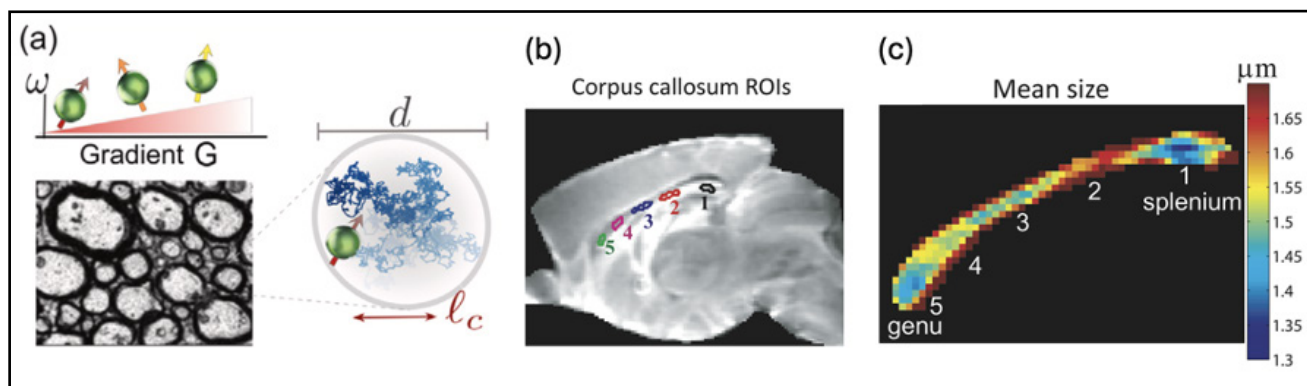 (a)
ω
Gradient G
d
ℓc
(b)
Corpus callosum ROIs
1
2
3
4
5
(c)
Mean size
μm
1
splenium
2
3
4
5
genu
1.65
1.6
1.55
1.5
1.45
1.4
1.35
1.3